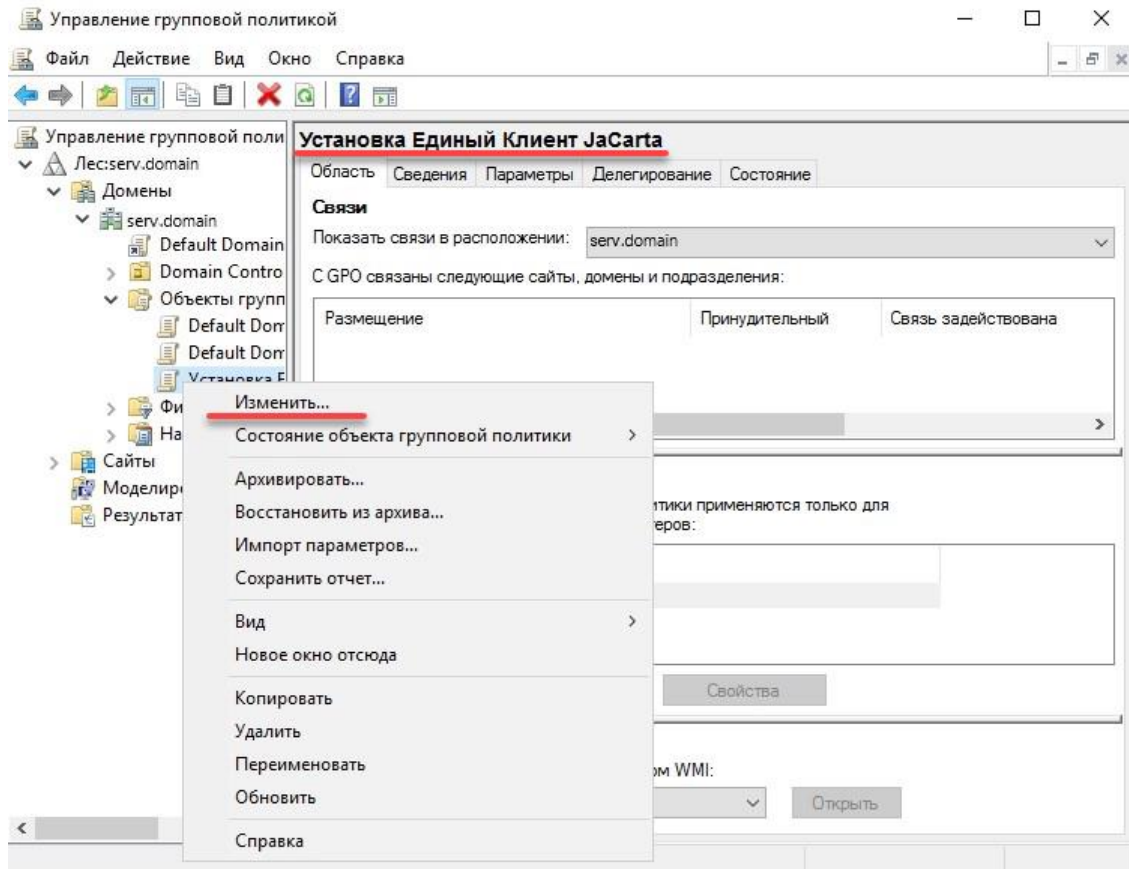 Управление групповой политикой
Файл Действие Вид Окно Справка
Управление групповой поли
Лес:serv.domain
Домены
serv.domain
Default Domain
Domain Contro
Объекты групп
Default Dom
Default Dom
Установка Е
Фи
На
Сайты
Моделиро
Результат
Установка Единый Клиент JaCarta
Область Сведения Параметры Делегирование Состояние
Связи
Показать связи в расположении: serv.domain
С GPO связаны следующие сайты, домены и подразделения:
Размещение Принудительный Связь задействована
Изменить...
Состояние объекта групповой политики
Архивировать...
Восстановить из архива...
Импорт параметров...
Сохранить отчет...
Вид
Новое окно отсюда
Копировать
Удалить
Переименовать
Обновить
Справка
итики применяются только для
еров:
Свойства
ом WMI:
Открыть